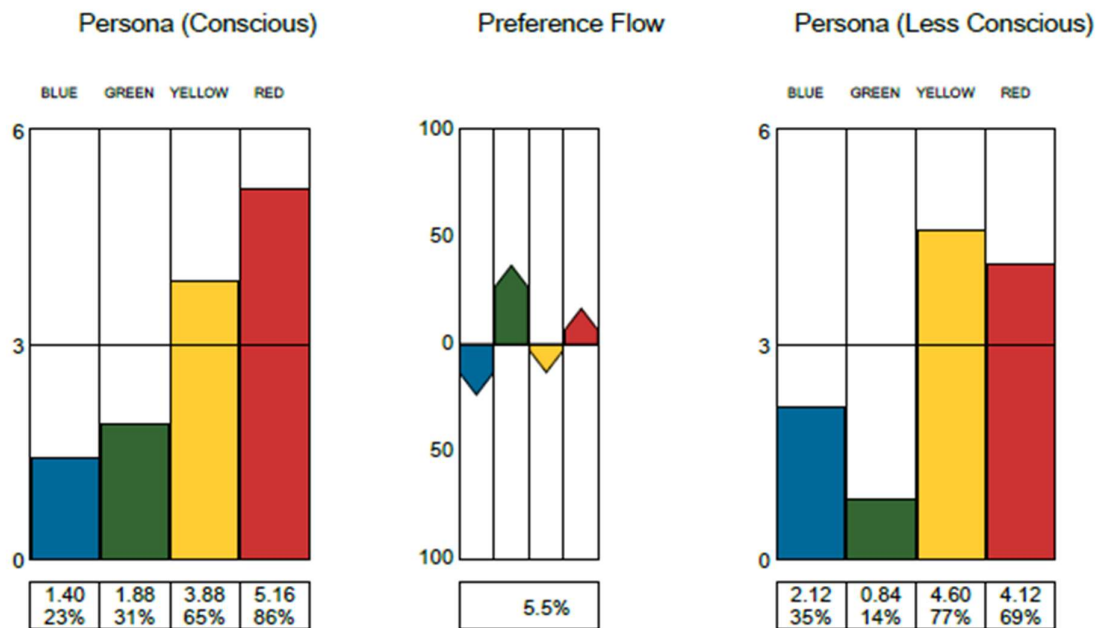 Persona (Conscious)
Preference Flow
Persona (Less Conscious)
BLUE GREEN YELLOW RED
BLUE GREEN YELLOW RED
6
3
0
100
50
0
50
100
6
3
0
1.40 1.88 3.88 5.16
23% 31% 65% 86%
5.5%
2.12 0.84 4.60 4.12
35% 14% 77% 69%